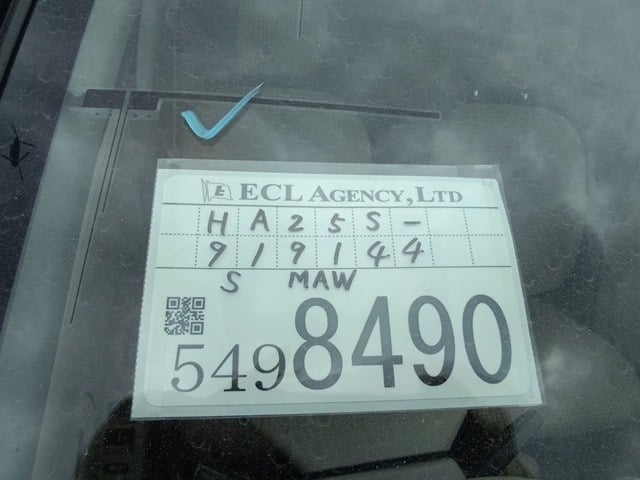 E ECL AGENCY, LTD
HA25S-
919144
S MAW
5498490